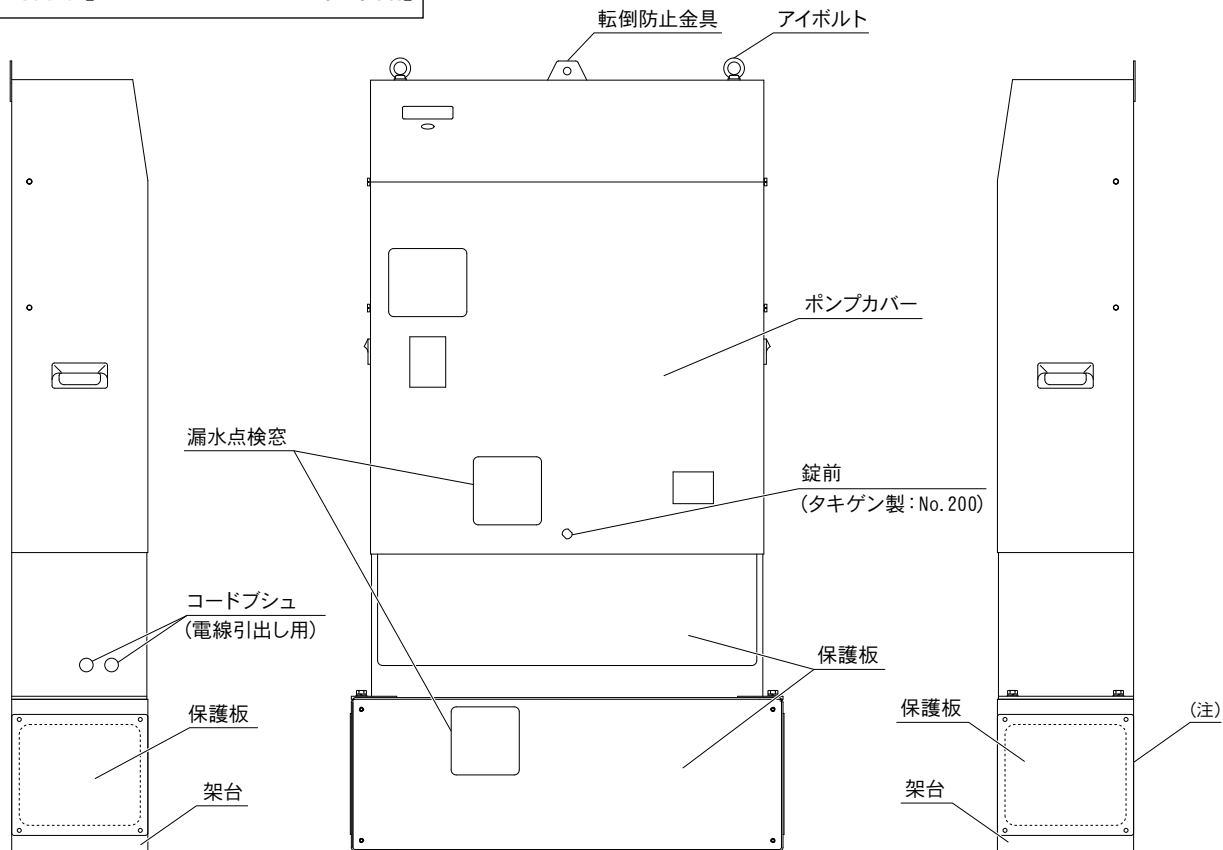 転倒防止金具
アイボルト
ポンプカバー
漏水点検窓
錠前
(タキゲン製:No.200)
コードブシュ
(電線引出し用)
保護板
保護板
保護板
(注)
架台
架台